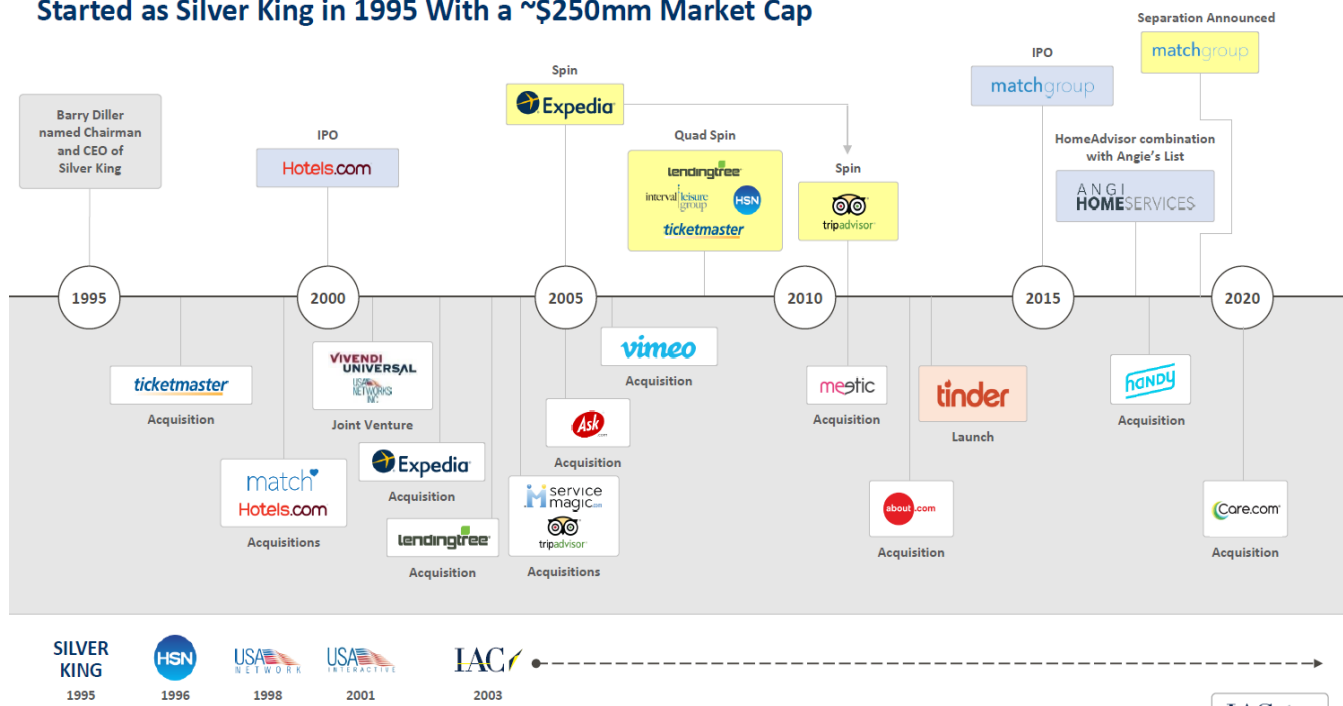 Started as Silver King in 1995 With a ~$250mm Market Cap
Separation Announced
matchgroup
IPO
matchgroup
Spin
Expedia
Barry Diller
named Chairman
and CEO of
Silver King
IPO
Hotels.com
Quad Spin
lendingtree
interval leisure
group
HSN
ticketmaster
Spin
tripadvisor
HomeAdvisor combination
with Angie's List
ANGI
HOMESERVICES
1995
2000
2005
2010
2015
2020
ticketmaster
Acquisition
match
Hotels.com
Acquisitions
VIVENDI
UNIVERSAL
USA
NETWORKS
INC.
Joint Venture
Expedia
Acquisition
lendingtree
Acquisition
Ask
.com
Acquisition
service
magic.com
tripadvisor
Acquisitions
vimeo
Acquisition
meetic
Acquisition
about.com
Acquisition
tinder
Launch
handy
Acquisition
Care.com
Acquisition
SILVER
KING
1995
HSN
1996
USA
NETWORK
1998
USA
INTERACTIVE
2001
IAC
2003